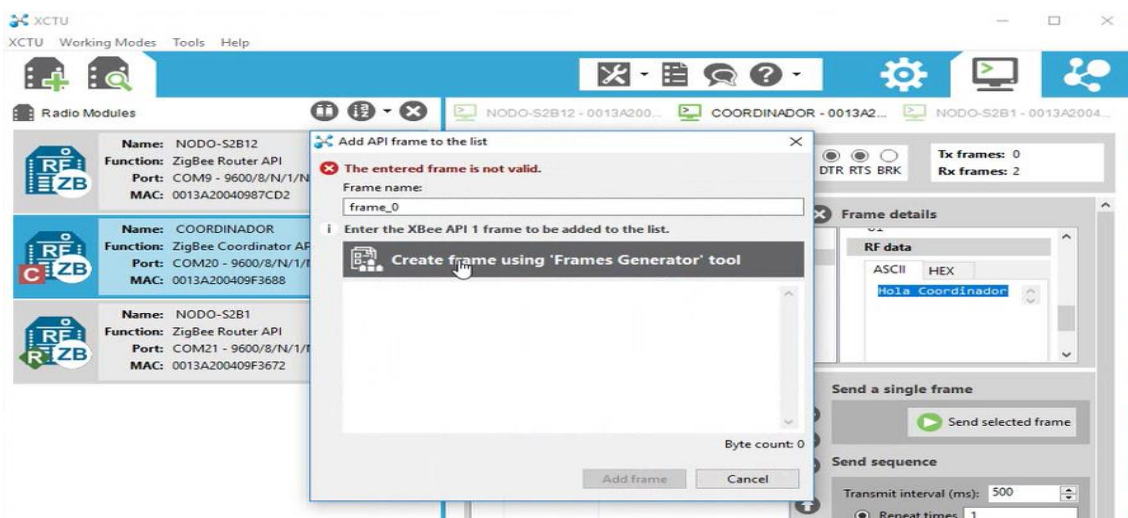 XCTU
XCTU Working Modes Tools Help
Radio Modules
NODO-S2B12 - 0013A200...
COORDINADOR - 0013A2...
NODO-S2B1 - 0013A2004...
Name: NODO-S2B12
Function: ZigBee Router API
Port: COM9 - 9600/8/N/1/N
MAC: 0013A20040987CD2
Name: COORDINADOR
Function: ZigBee Coordinator AP
Port: COM20 - 9600/8/N/1/
MAC: 0013A200409F3688
Name: NODO-S2B1
Function: ZigBee Router API
Port: COM21 - 9600/8/N/1/
MAC: 0013A200409F3672
Add API frame to the list
The entered frame is not valid.
Frame name:
frame_0
Enter the XBee API 1 frame to be added to the list.
Create frame using 'Frames Generator' tool
Byte count: 0
Add frame
Cancel
DTR RTS BRK
Tx frames: 0
Rx frames: 2
Frame details
RF data
ASCII HEX
Hola Coordinador
Send a single frame
Send selected frame
Send sequence
Transmit interval (ms): 500
Repeat times 1